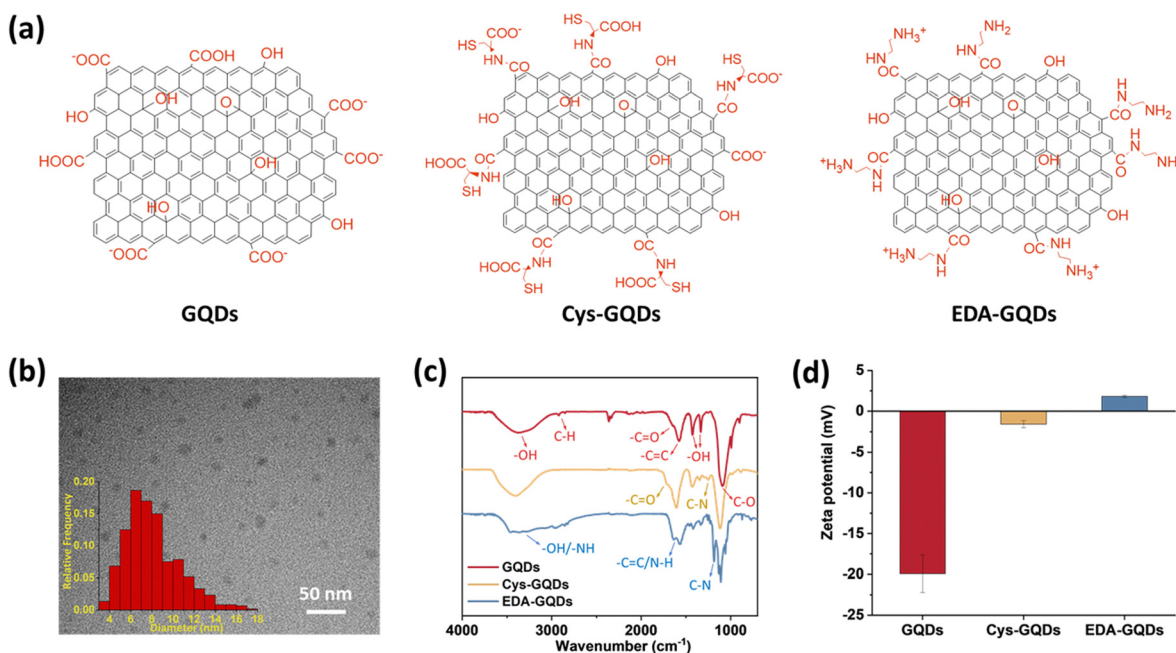 (a)
-OOC
COOH
OH
OH
O
COO-
HO
HOOC
OH
COO-
HO
OH
-OOC
COO-
GQDs
HS
COO-
HN
CO
HS
COOH
HN
CO
HS
HN
COO-
CO
OH
O
HO
HOOC
OC
NH
SH
OH
COO-
HO
OH
OC
NH
HOOC
SH
CO
NH
HOOC
SH
Cys-GQDs
NH3+
HN
OC
NH2
HN
CO
OH
OH
O
H
N
CO
NH2
HO
OC
+H3N
N
H
OH
HN
C
O
NH
HO
OH
CO
HN
+H3N
OC
NH
NH3+
EDA-GQDs
(b)
Relative Frequency
0.20
0.15
0.10
0.05
0.00
4 6 8 10 12 14 16 18
Diameter (nm)
50 nm
(c)
C-H
-OH
-C=O
-C=C
-OH
C-O
-C=O
C-N
-OH/-NH
-C=C/N-H
C-N
GQDs
Cys-GQDs
EDA-GQDs
4000 3000 2000 1000
Wavenumber (cm-1)
(d)
Zeta potential (mV)
5
0
-5
-10
-15
-20
-25
GQDs Cys-GQDs EDA-GQDs